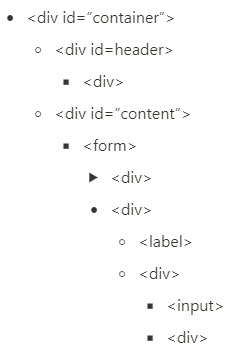 <div id="container">
<div id=header>
<div>
<div id="content">
<form>
<div>
<div>
<label>
<div>
<input>
<div>